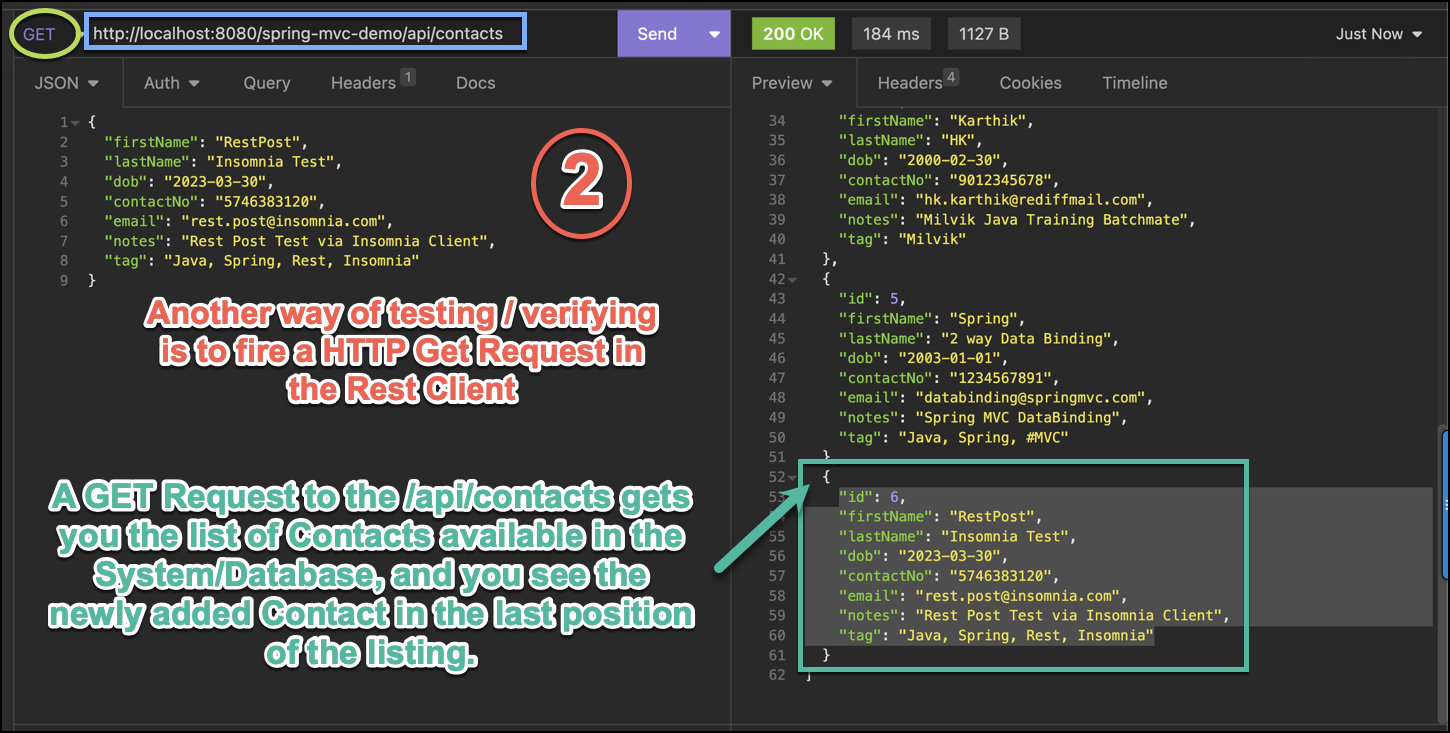 GET http://localhost:8080/spring-mvc-demo/api/contacts Send
200 OK 184 ms 1127 B Just Now
JSON Auth Query Headers 1 Docs
Preview Headers 4 Cookies Timeline
1 {
2 "firstName": "RestPost",
3 "lastName": "Insomnia Test",
4 "dob": "2023-03-30",
5 "contactNo": "5746383120",
6 "email": "rest.post@insomnia.com",
7 "notes": "Rest Post Test via Insomnia Client",
8 "tag": "Java, Spring, Rest, Insomnia"
9 }
2
Another way of testing / verifying
is to fire a HTTP Get Request in
the Rest Client
A GET Request to the /api/contacts gets
you the list of Contacts available in the
System/Database, and you see the
newly added Contact in the last position
of the listing.
34 "firstName": "Karthik",
35 "lastName": "HK",
36 "dob": "2000-02-30",
37 "contactNo": "9012345678",
38 "email": "hk.karthik@rediffmail.com",
39 "notes": "Milvik Java Training Batchmate",
40 "tag": "Milvik"
41 },
42 {
43 "id": 5,
44 "firstName": "Spring",
45 "lastName": "2 way Data Binding",
46 "dob": "2003-01-01",
47 "contactNo": "1234567891",
48 "email": "databinding@springmvc.com",
49 "notes": "Spring MVC DataBinding",
50 "tag": "Java, Spring, #MVC"
51 }
52 {
53 "id": 6,
"firstName": "RestPost",
55 "lastName": "Insomnia Test",
56 "dob": "2023-03-30",
57 "contactNo": "5746383120",
58 "email": "rest.post@insomnia.com",
59 "notes": "Rest Post Test via Insomnia Client",
60 "tag": "Java, Spring, Rest, Insomnia"
61 }
62 ]